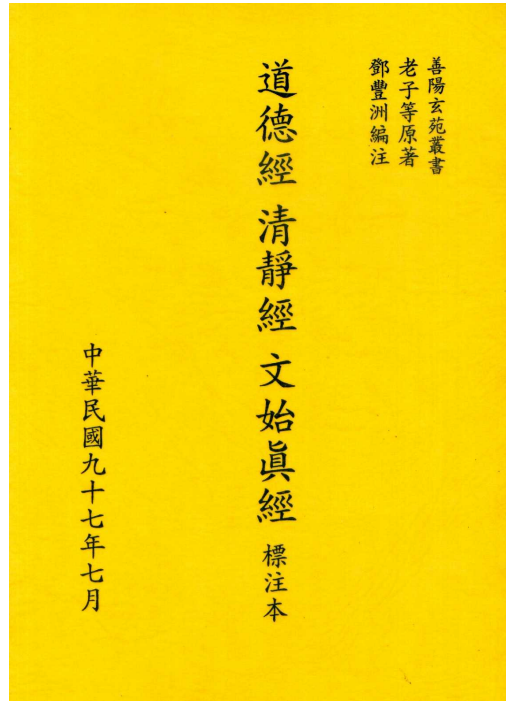 善陽玄苑叢書
老子等原著
鄧豐洲編注
道德經 清靜經 文始眞經 標注本
中華民國九十七年七月